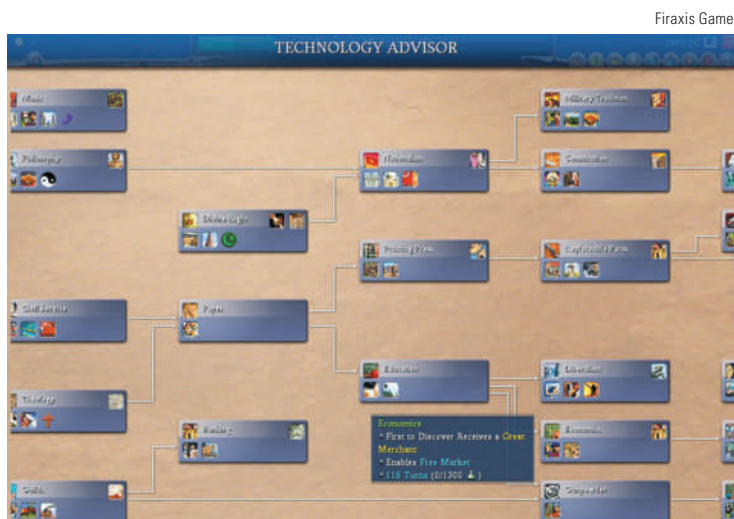 Firaxis Game
TECHNOLOGY ADVISOR
Music
Military Tradition
Philosophy
Nationalism
Constitution
Divine Right
Printing Press
Replaceable Parts
Civil Service
Paper
Education
Liberalism
Theology
Banking
Economics
Economics
* First to Discover Receives a Great
Merchant
* Enables Free Market
* 118 Turns (0/1300 )
Guilds
Gunpowder